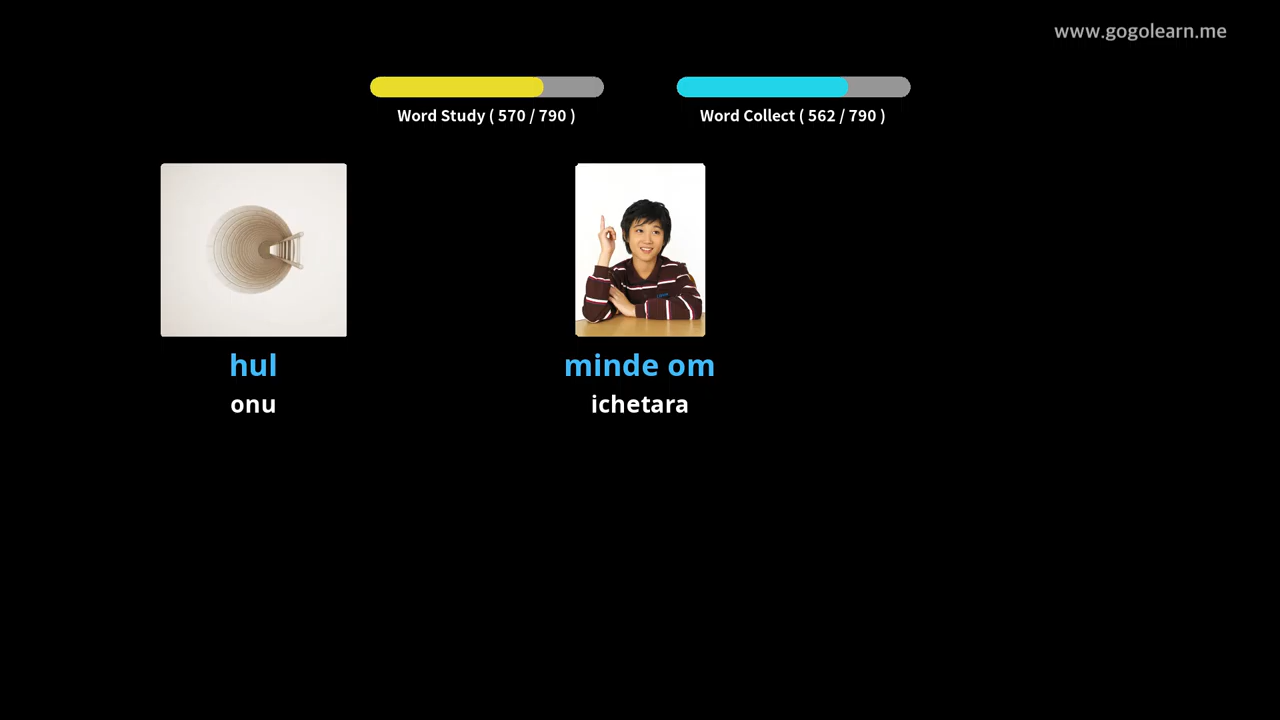 www.gogolearn.me
Word Study ( 570 / 790 )
Word Collect ( 562 / 790 )
hul
onu
minde om
ichetara